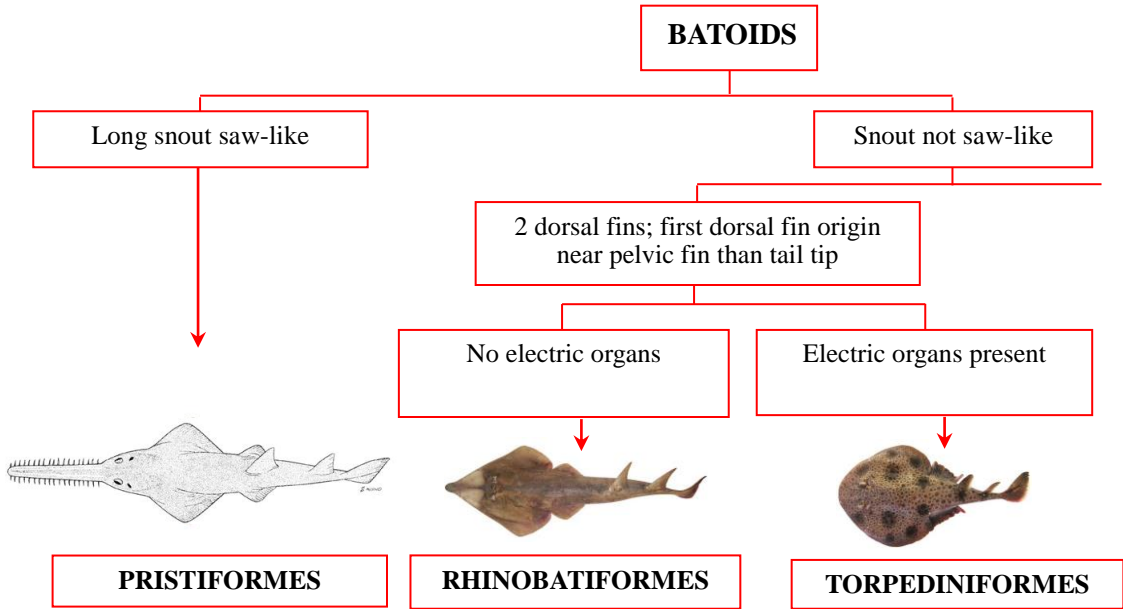 BATOIDS
Long snout saw-like
Snout not saw-like
2 dorsal fins; first dorsal fin origin
near pelvic fin than tail tip
No electric organs
Electric organs present
PRISTIFORMES
RHINOBATIFORMES
TORPEDINIFORMES